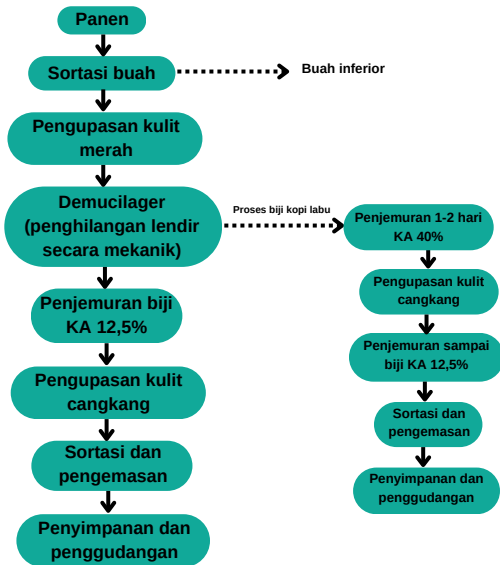 Panen
Sortasi buah
Buah inferior
Pengupasan kulit
merah
Demucilager
(penghilangan lendir
secara mekanik)
Proses biji kopi labu
Penjemuran biji
KA 12,5%
Pengupasan kulit
cangkang
Sortasi dan
pengemasan
Penyimpanan dan
penggudangan
Penjemuran 1-2 hari
KA 40%
Pengupasan kulit
cangkang
Penjemuran sampai
biji KA 12,5%
Sortasi dan
pengemasan
Penyimpanan dan
penggudangan